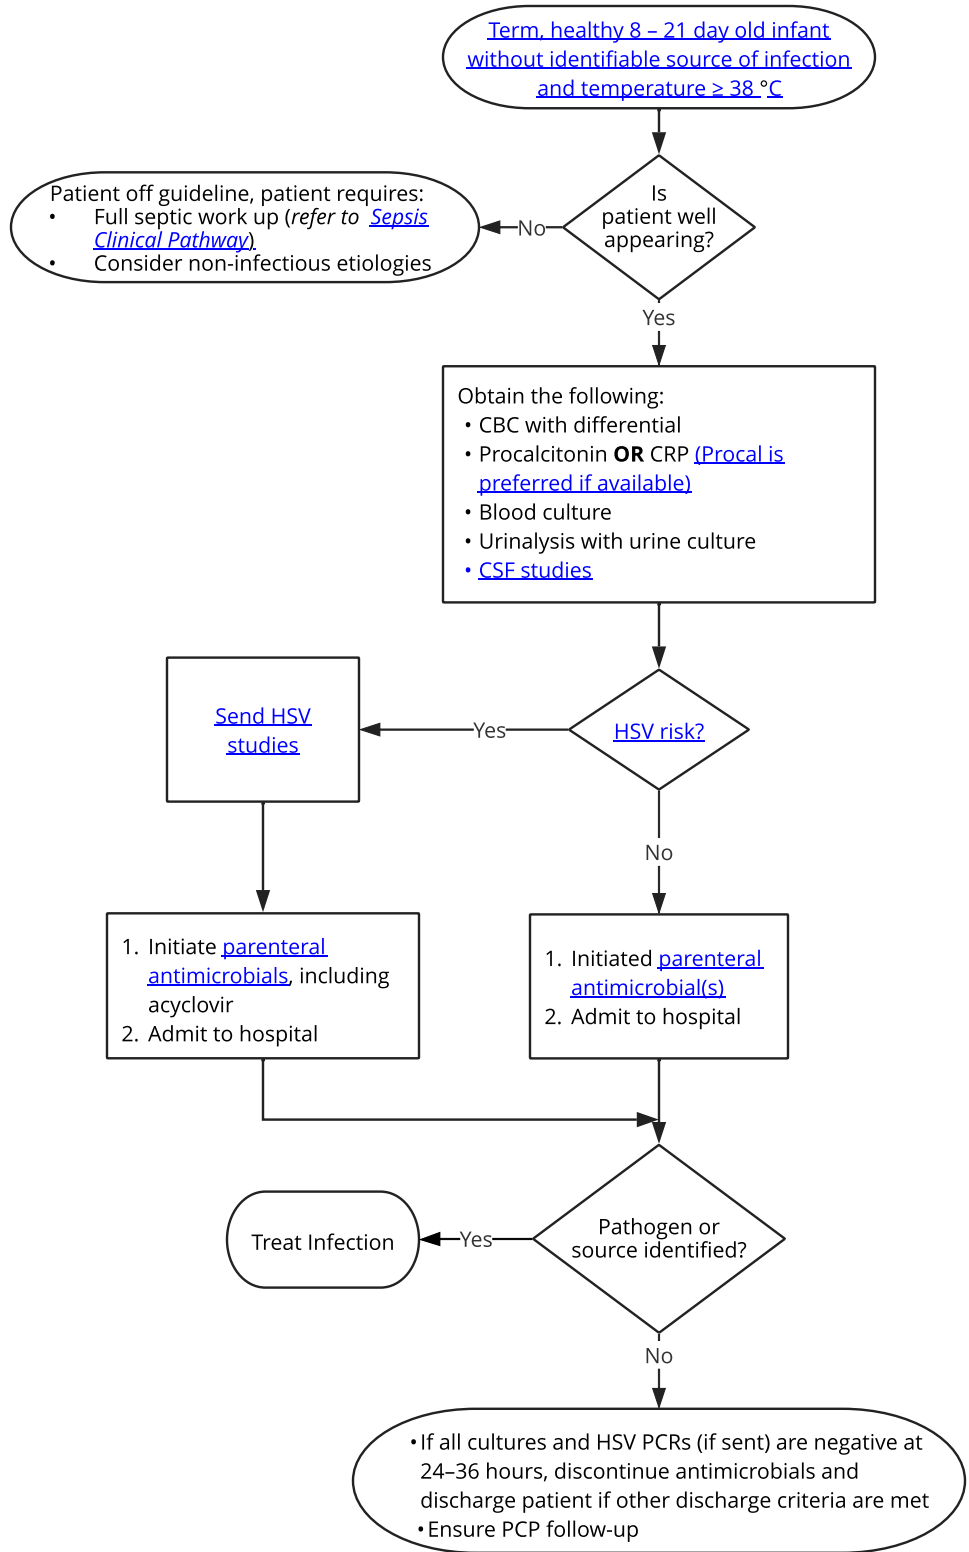 Term, healthy 8 – 21 day old infant
without identifiable source of infection
and temperature ≥ 38 °C
Is
patient well
appearing?
No
Patient off guideline, patient requires:
• Full septic work up (refer to Sepsis
Clinical Pathway)
• Consider non-infectious etiologies
Yes
Obtain the following:
• CBC with differential
• Procalcitonin OR CRP (Procal is
preferred if available)
• Blood culture
• Urinalysis with urine culture
• CSF studies
HSV risk?
Yes
Send HSV
studies
No
1. Initiate parenteral
antimicrobials, including
acyclovir
2. Admit to hospital
1. Initiated parenteral
antimicrobial(s)
2. Admit to hospital
Pathogen or
source identified?
Yes
Treat Infection
No
• If all cultures and HSV PCRs (if sent) are negative at
24–36 hours, discontinue antimicrobials and
discharge patient if other discharge criteria are met
• Ensure PCP follow-up